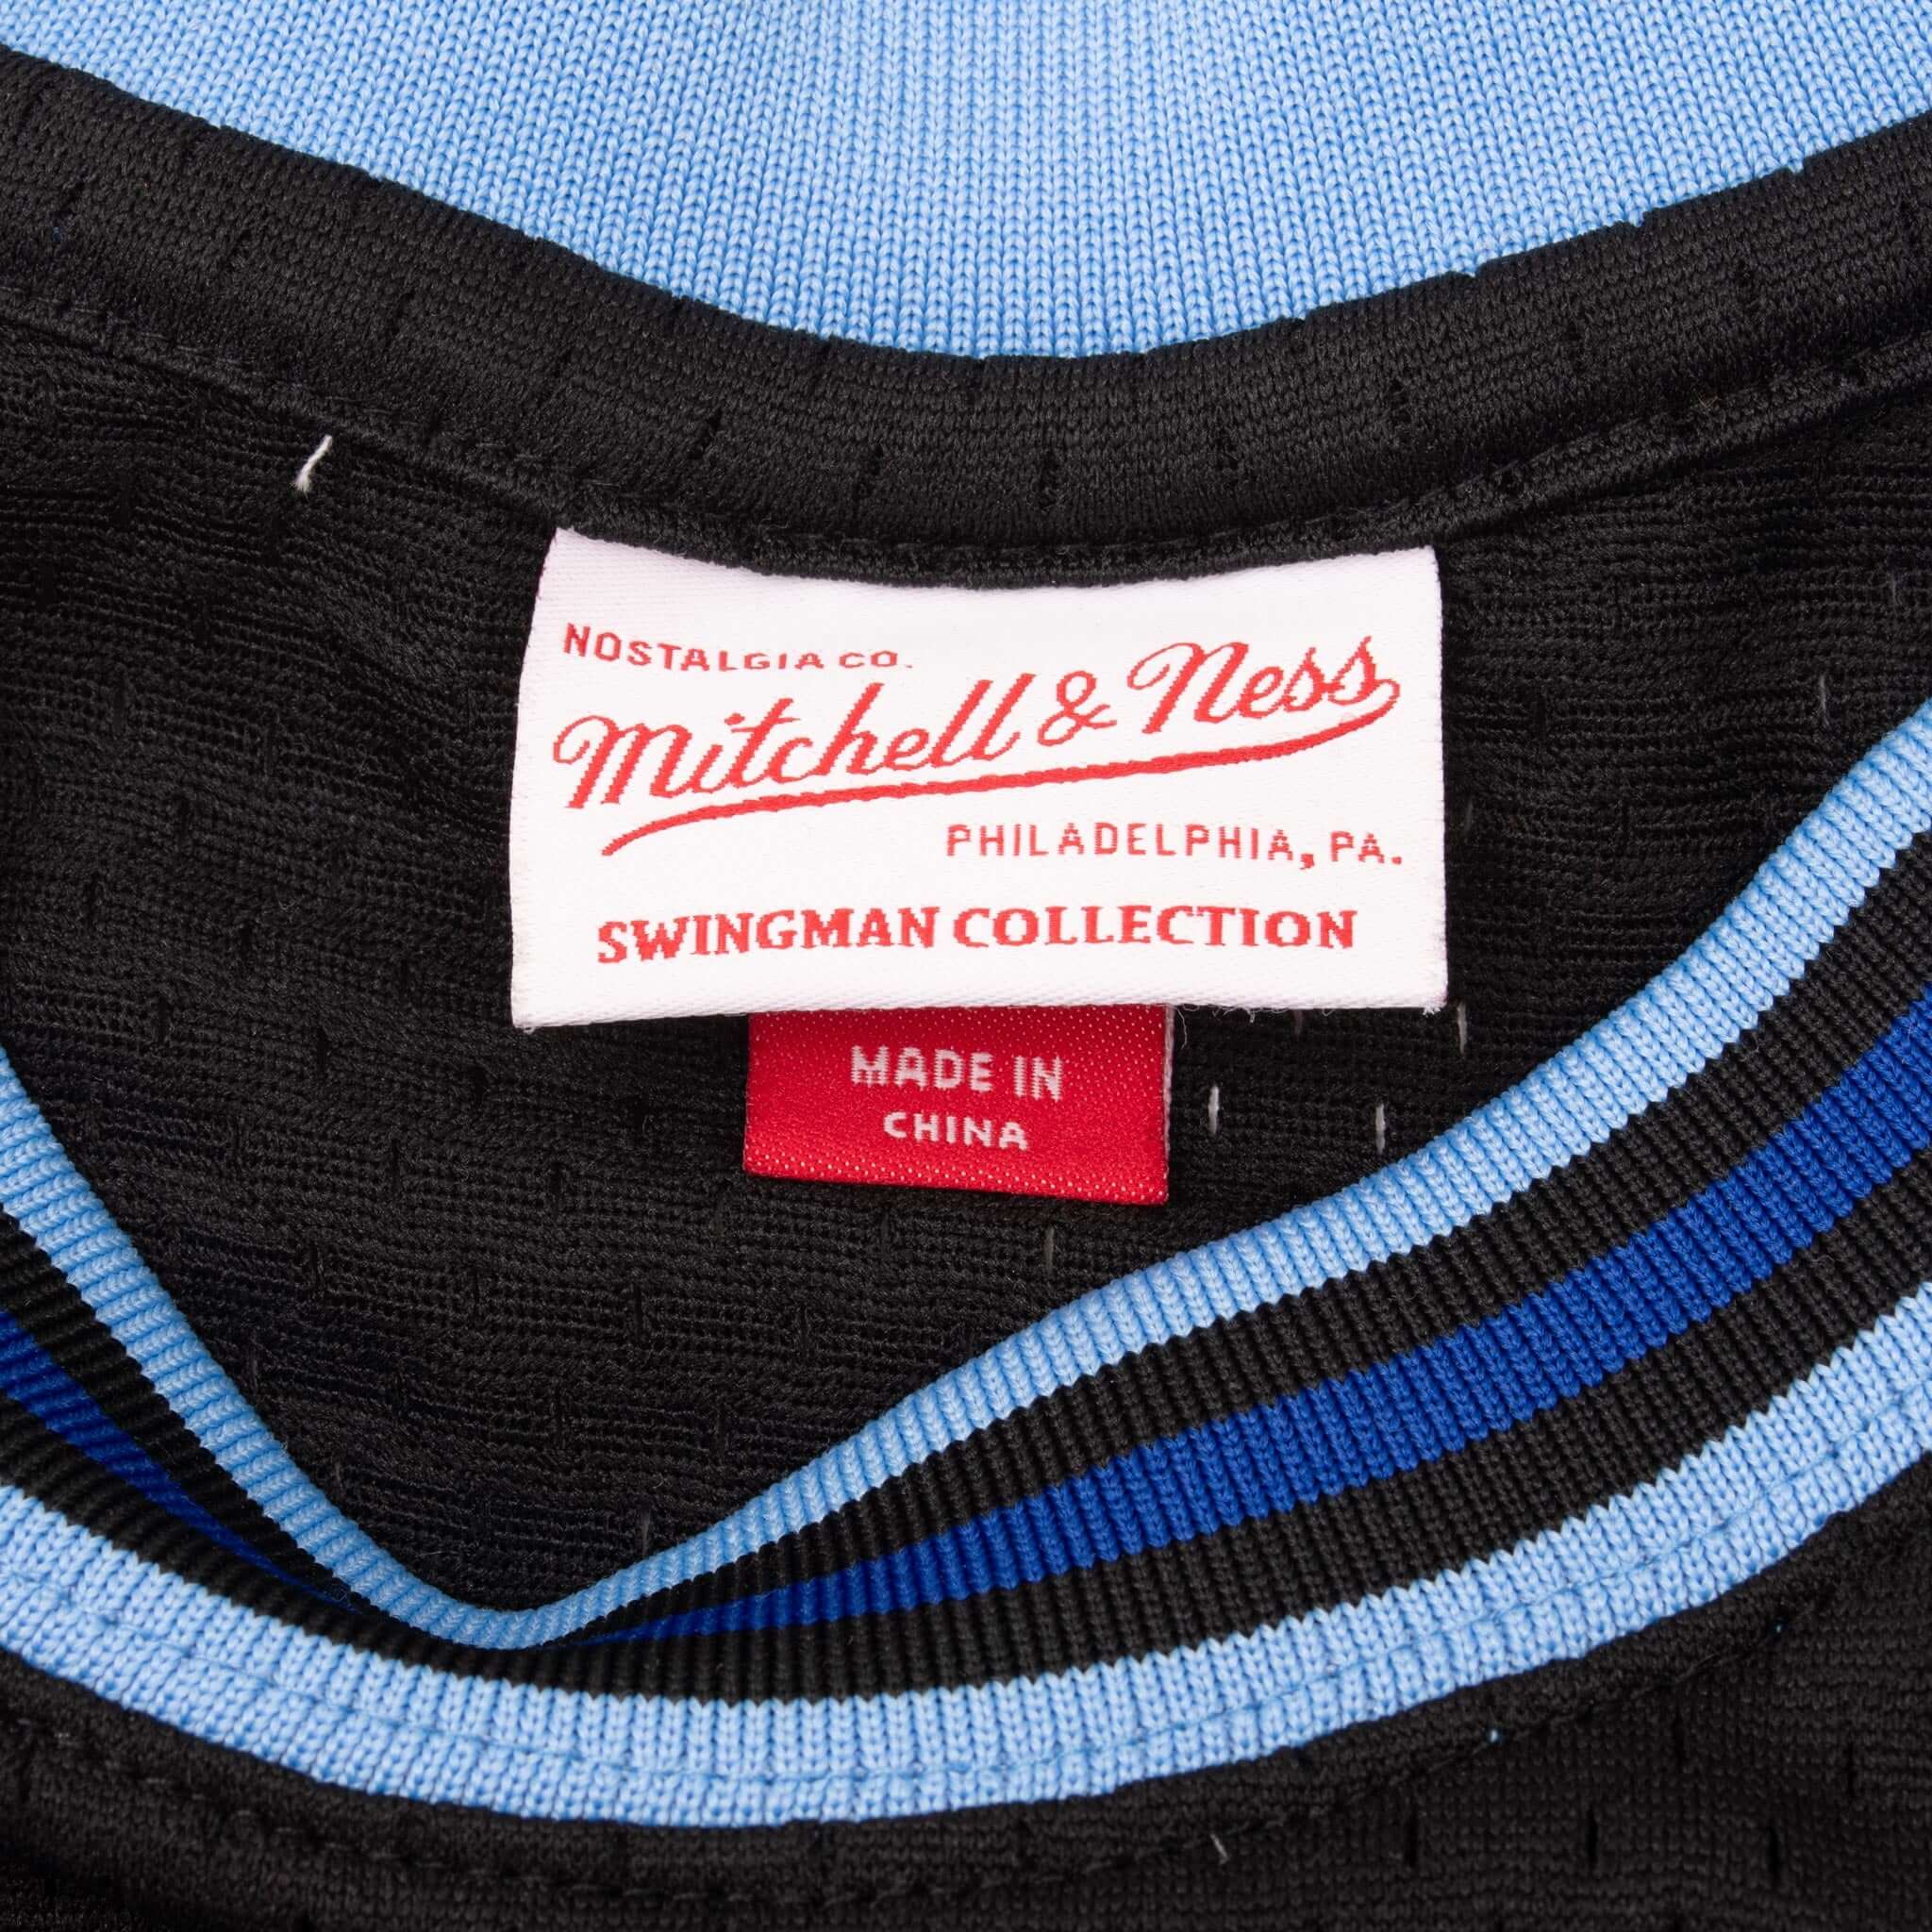 NOSTALGIA CO.
Mitchell & Ness
PHILADELPHIA, PA.
SWINGMAN COLLECTION
MADE IN
CHINA